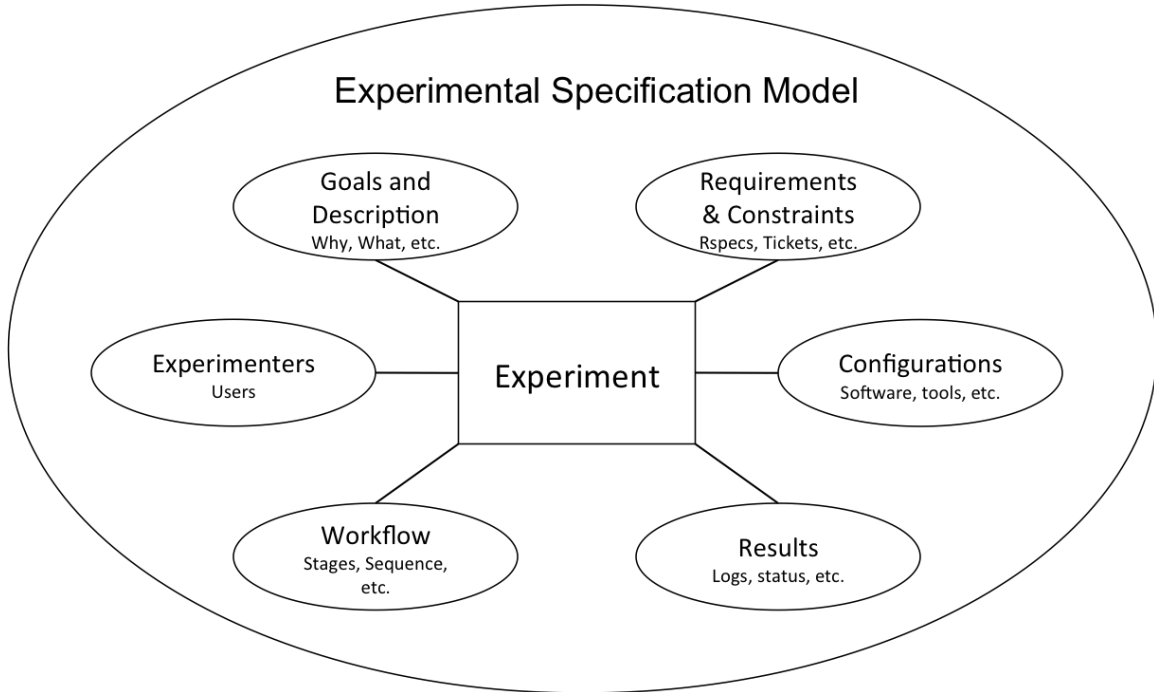 Experimental Specification Model
Goals and
Description
Why, What, etc.
Requirements
& Constraints
Rspecs, Tickets, etc.
Experimenters
Users
Experiment
Configurations
Software, tools, etc.
Workflow
Stages, Sequence,
etc.
Results
Logs, status, etc.